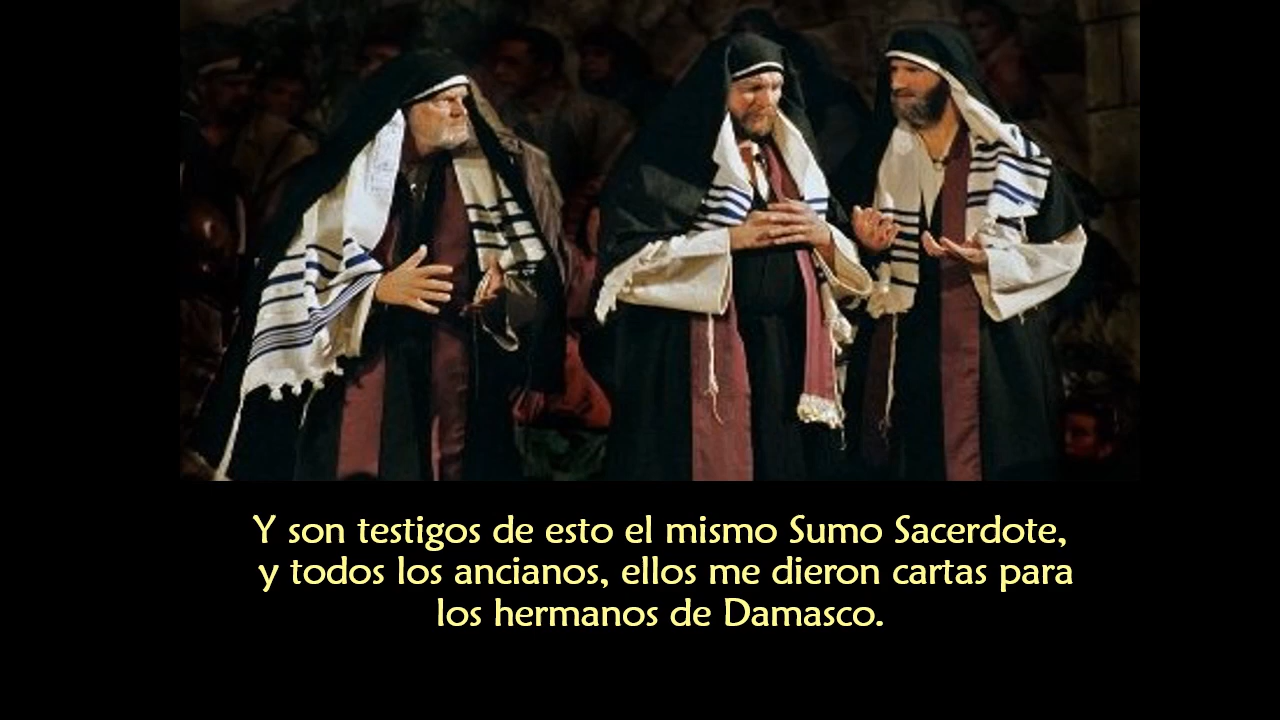 Y son testigos de esto el mismo Sumo Sacerdote,
y todos los ancianos, ellos me dieron cartas para
los hermanos de Damasco.